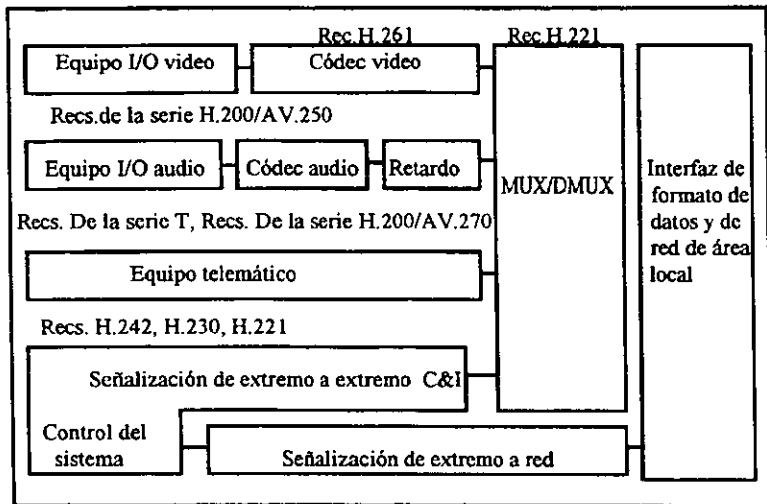 Rec.H.261
Rec.H.221
Equipo I/O video
Códec video
Recs.de la serie H.200/AV.250
Equipo I/O audio
Códec audio
Retardo
MUX/DMUX
Interfaz de
formato de
datos y de
red de área
local
Recs. De la serie T, Recs. De la serie H.200/AV.270
Equipo telemático
Recs. H.242, H.230, H.221
Señalización de extremo a extremo C&I
Control del
sistema
Señalización de extremo a red